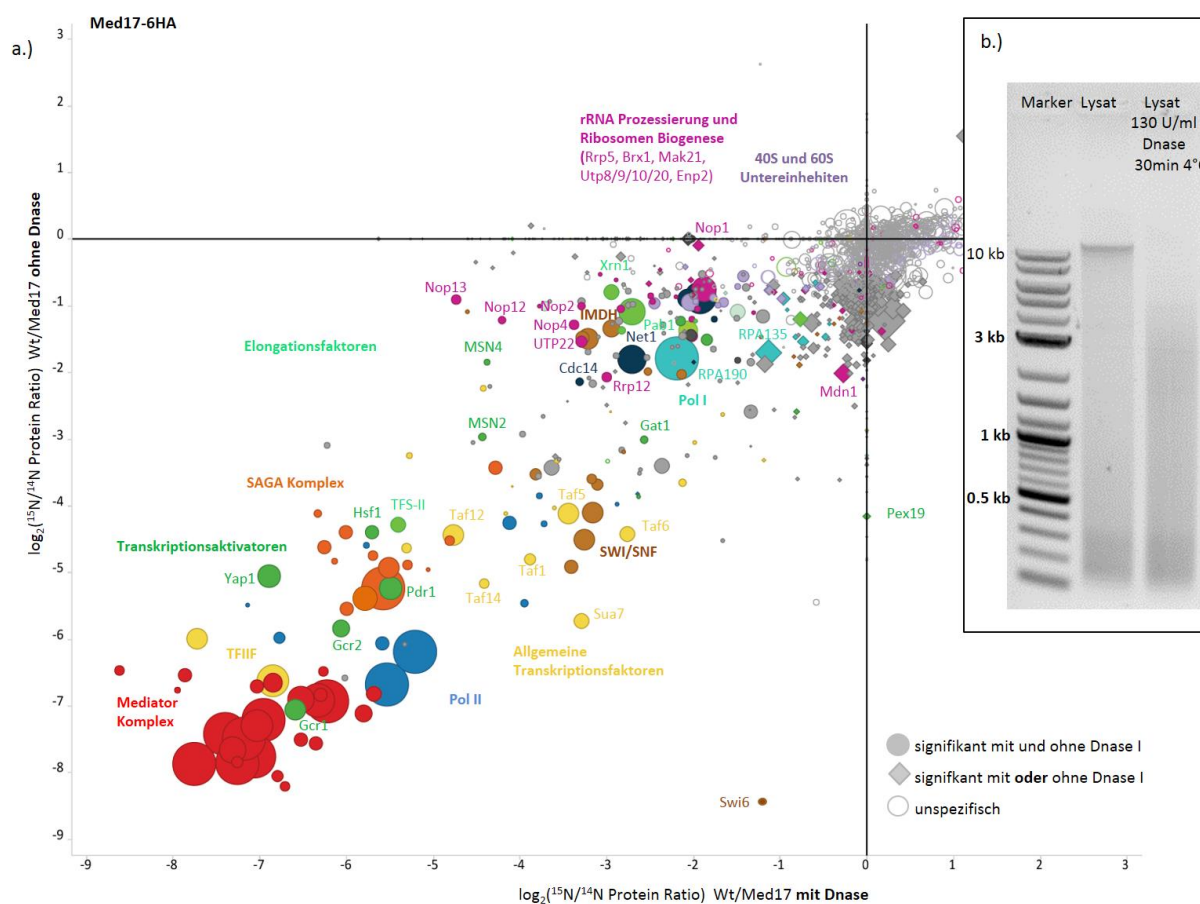 Med17-6HA
a.)
3
2
1
0
-1
-2
-3
-4
-5
-6
-7
-8
-9
log2(15N/14N Protein Ratio) Wt/Med17 ohne Dnase
rRNA Prozessierung und
Ribosomen Biogenese
(Rrp5, Brx1, Mak21,
Utp8/9/10/20, Enp2)
40S und 60S
Untereinhehiten
Nop1
Xrn1
Nop13
Nop12
Nop2
IMDH
Nop4
Pab1
RPA135
UTP22
Net1
Elongationsfaktoren
MSN4
Cdc14
RPA190
Rrp12
Mdn1
Pol I
MSN2
Gat1
SAGA Komplex
TFS-II
Taf5
Hsf1
Taf12
Taf6
Pex19
Transkriptionsaktivatoren
SWI/SNF
Yap1
Taf1
Pdr1
Taf14
Sua7
Gcr2
TFIIF
Allgemeine
Transkriptionsfaktoren
Mediator
Komplex
Pol II
Gcr1
Swi6
signifikant mit und ohne Dnase I
signifkant mit oder ohne Dnase I
unspezifisch
-9 -8 -7 -6 -5 -4 -3 -2 -1 0 1 2 3
log2(15N/14N Protein Ratio) Wt/Med17 mit Dnase
b.)
Marker Lysat Lysat
130 U/ml
Dnase
30min 4°C
10 kb
3 kb
1 kb
0.5 kb